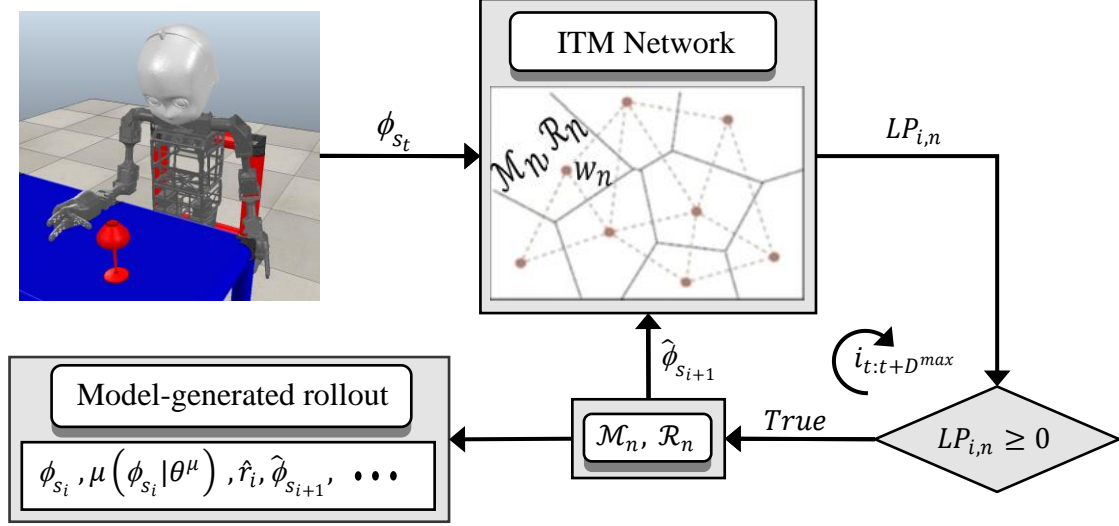 ITM Network
ϕ_{s_t}
ℳ_n, ℛ_n
w_n
LP_{i,n}
ϕ̂_{s_{i+1}}
i_{t:t+D^{max}}
Model-generated rollout
ℳ_n, ℛ_n
True
LP_{i,n} ≥ 0
ϕ_{s_i}, μ(ϕ_{s_i}|θ^μ), r̂_i, ϕ̂_{s_{i+1}}, •••